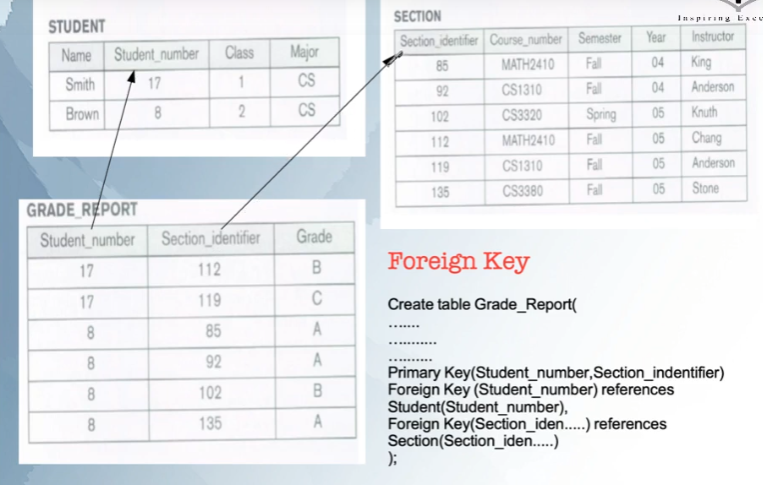 Inspiring Exce
STUDENT
Name Student_number Class Major
Smith 17 1 CS
Brown 8 2 CS
SECTION
Section_identifier Course_number Semester Year Instructor
85 MATH2410 Fall 04 King
92 CS1310 Fall 04 Anderson
102 CS3320 Spring 05 Knuth
112 MATH2410 Fall 05 Chang
119 CS1310 Fall 05 Anderson
135 CS3380 Fall 05 Stone
GRADE_REPORT
Student_number Section_identifier Grade
17 112 B
17 119 C
8 85 A
8 92 A
8 102 B
8 135 A
Foreign Key
Create table Grade_Report(
.......
...........
..........
Primary Key(Student_number,Section_indentifier)
Foreign Key (Student_number) references
Student(Student_number),
Foreign Key(Section_iden.....) references
Section(Section_iden.....)
);